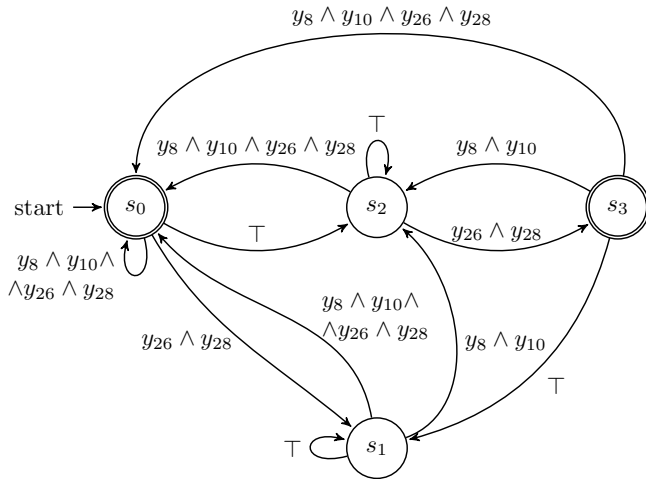 y₈ ∧ y₁₀ ∧ y₂₆ ∧ y₂₈
⊤
y₈ ∧ y₁₀ ∧ y₂₆ ∧ y₂₈
y₈ ∧ y₁₀
start
s₀
s₂
s₃
⊤
y₂₆ ∧ y₂₈
y₈ ∧ y₁₀∧
∧y₂₆ ∧ y₂₈
y₈ ∧ y₁₀∧
∧y₂₆ ∧ y₂₈
y₂₆ ∧ y₂₈
y₈ ∧ y₁₀
⊤
⊤
s₁